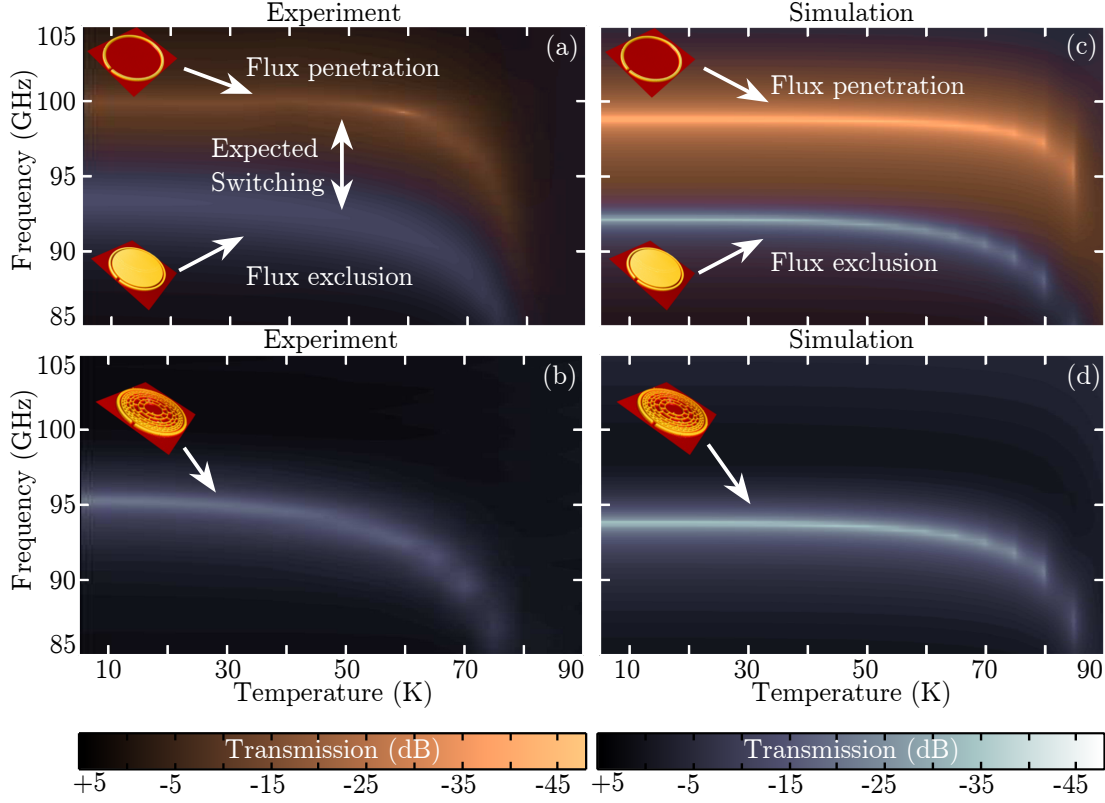 Experiment
Simulation
Frequency (GHz)
105
100
95
90
85
(a)
Flux penetration
Expected
Switching
Flux exclusion
(c)
Flux penetration
Flux exclusion
Experiment
Simulation
Frequency (GHz)
105
100
95
90
85
(b)
(d)
10 30 50 70 90
10 30 50 70 90
Temperature (K)
Temperature (K)
Transmission (dB)
Transmission (dB)
+5 -5 -15 -25 -35 -45
+5 -5 -15 -25 -35 -45